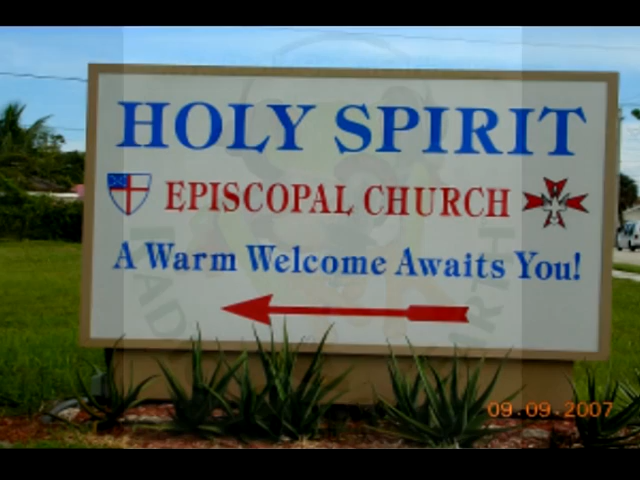 HOLY SPIRIT
EPISCOPAL CHURCH
A Warm Welcome Awaits You!
09.09.2007